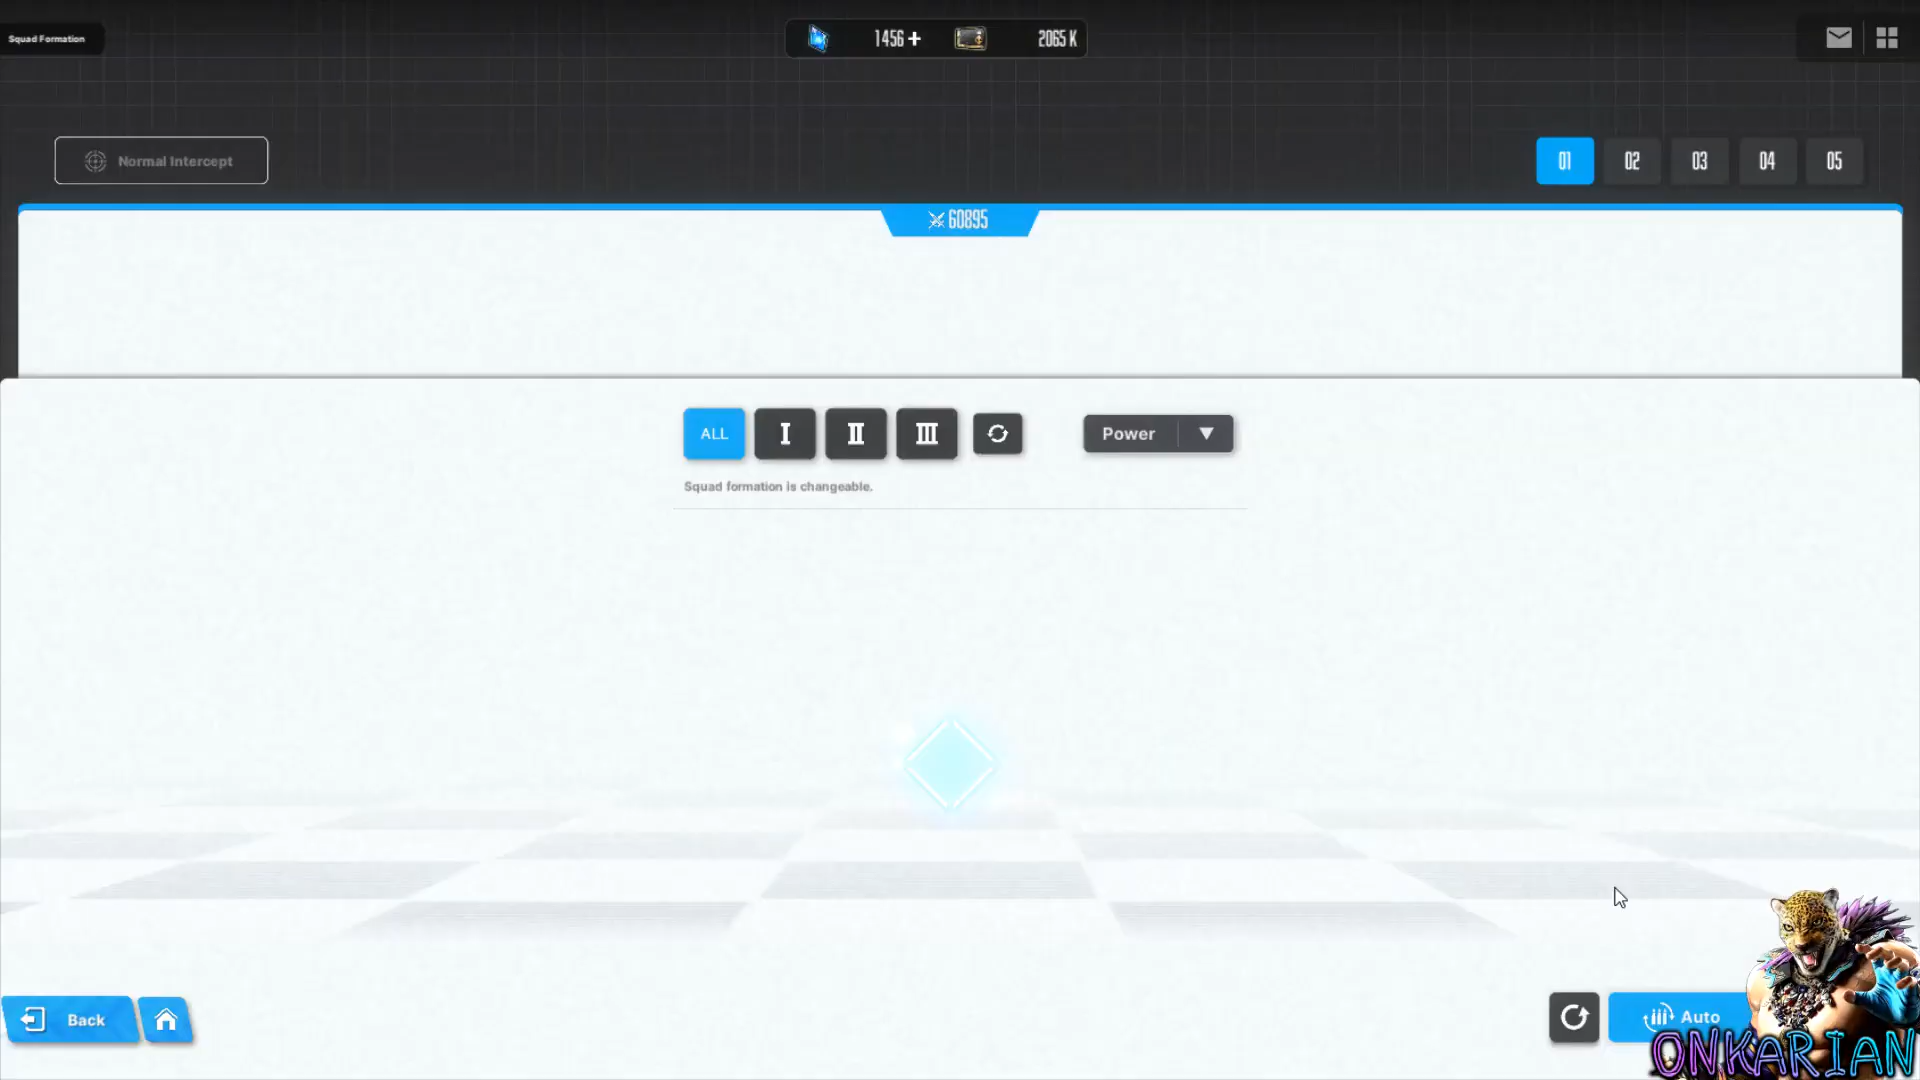 Squad Formation
1456 +
2065 K
Normal Intercept
01
02
03
04
05
60895
ALL
I
II
III
Power
Squad formation is changeable.
Back
Auto
ONKARIAN